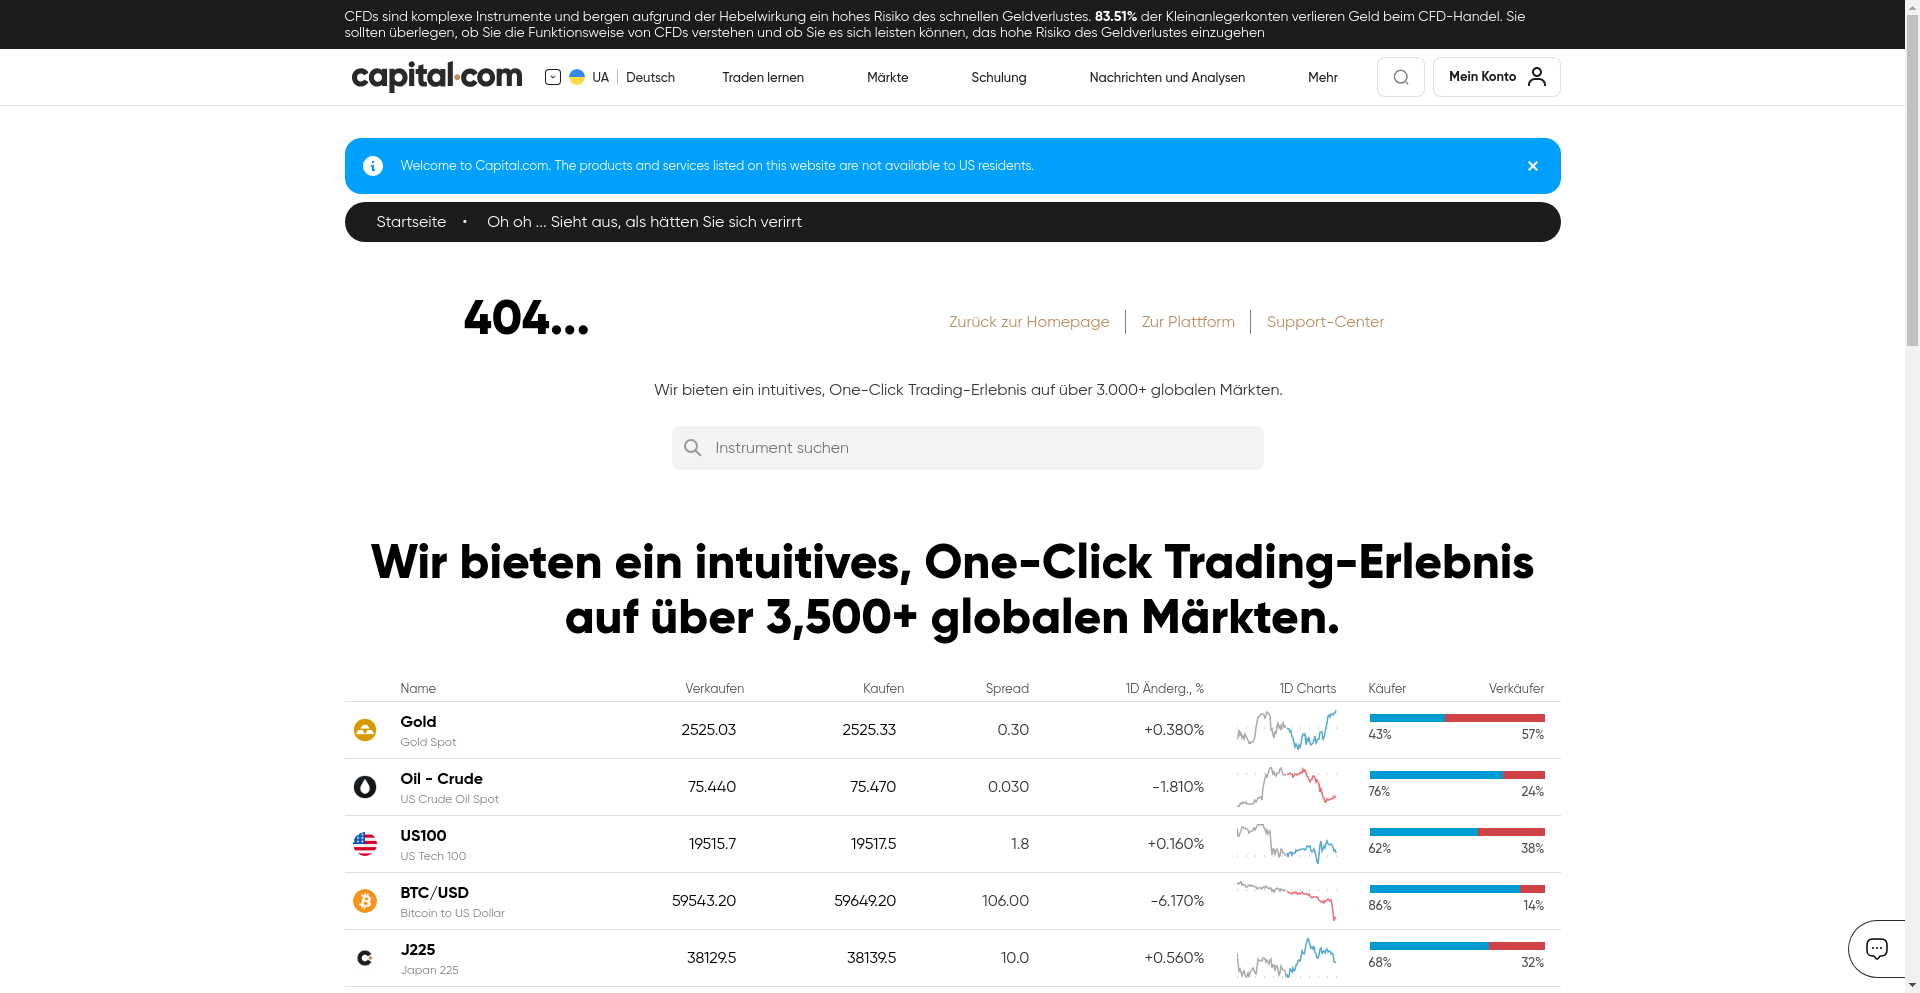 CFDs sind komplexe Instrumente und bergen aufgrund der Hebelwirkung ein hohes Risiko des schnellen Geldverlustes. 83.51% der Kleinanlegerkonten verlieren Geld beim CFD-Handel. Sie
sollten überlegen, ob Sie die Funktionsweise von CFDs verstehen und ob Sie es sich leisten können, das hohe Risiko des Geldverlustes einzugehen
capital.com UA Deutsch Traden lernen Märkte Schulung Nachrichten und Analysen Mehr Mein Konto
Welcome to Capital.com. The products and services listed on this website are not available to US residents.
Startseite • Oh oh ... Sieht aus, als hätten Sie sich verirrt
404... Zurück zur Homepage Zur Plattform Support-Center
Wir bieten ein intuitives, One-Click Trading-Erlebnis auf über 3.000+ globalen Märkten.
Instrument suchen
Wir bieten ein intuitives, One-Click Trading-Erlebnis
auf über 3,500+ globalen Märkten.
Name Verkaufen Kaufen Spread 1D Änderg., % 1D Charts Käufer Verkäufer
Gold 2525.03 2525.33 0.30 +0.380% 43% 57%
Gold Spot
Oil - Crude 75.440 75.470 0.030 -1.810% 76% 24%
US Crude Oil Spot
US100 19515.7 19517.5 1.8 +0.160% 62% 38%
US Tech 100
BTC/USD 59543.20 59649.20 106.00 -6.170% 86% 14%
Bitcoin to US Dollar
J225 38129.5 38139.5 10.0 +0.560% 68% 32%
Japan 225